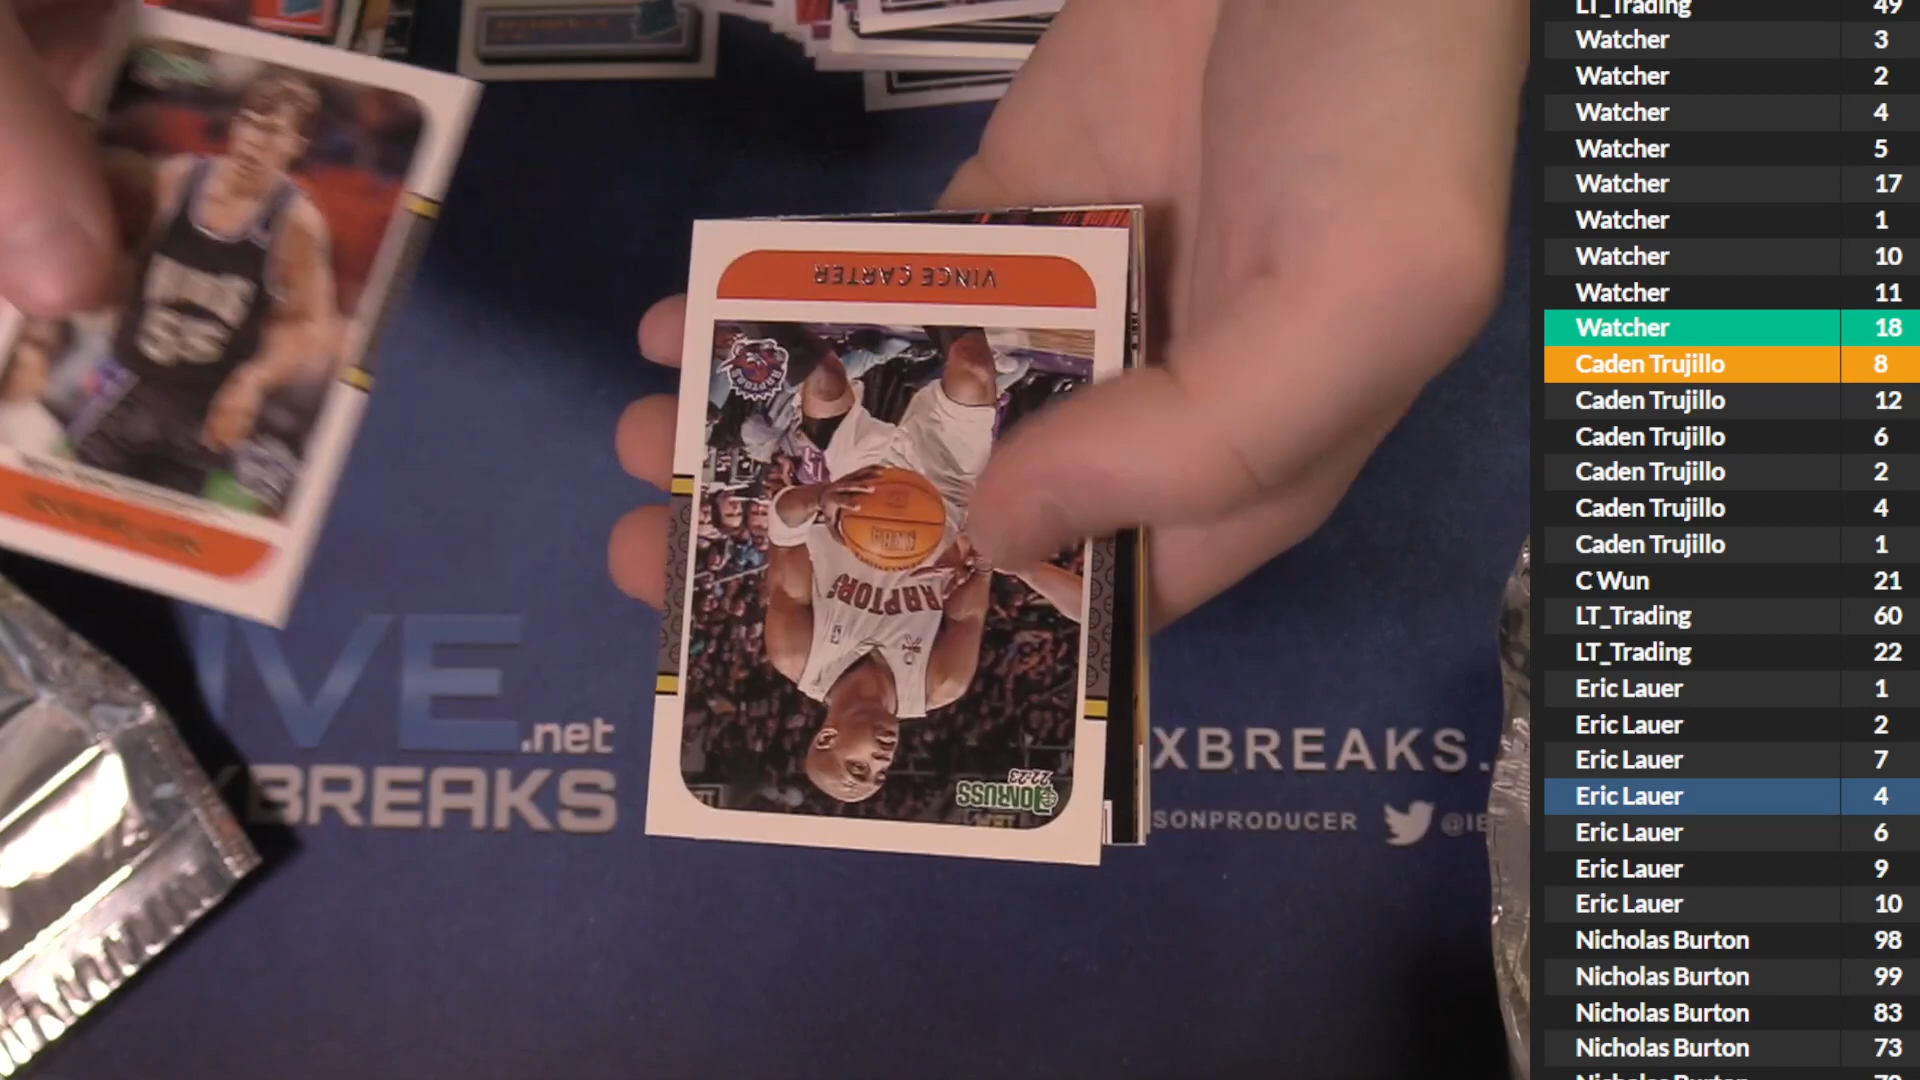 VINCE CARTER
RAPTORS
RAPTORS
22-23
DONRUSS
KINGS
55
IVE
.net
BREAKS
XBREAKS.
SONPRODUCER
LT_Trading 49
Watcher 3
Watcher 2
Watcher 4
Watcher 5
Watcher 17
Watcher 1
Watcher 10
Watcher 11
Watcher 18
Caden Trujillo 8
Caden Trujillo 12
Caden Trujillo 6
Caden Trujillo 2
Caden Trujillo 4
Caden Trujillo 1
C Wun 21
LT_Trading 60
LT_Trading 22
Eric Lauer 1
Eric Lauer 2
Eric Lauer 7
Eric Lauer 4
Eric Lauer 6
Eric Lauer 9
Eric Lauer 10
Nicholas Burton 98
Nicholas Burton 99
Nicholas Burton 83
Nicholas Burton 73